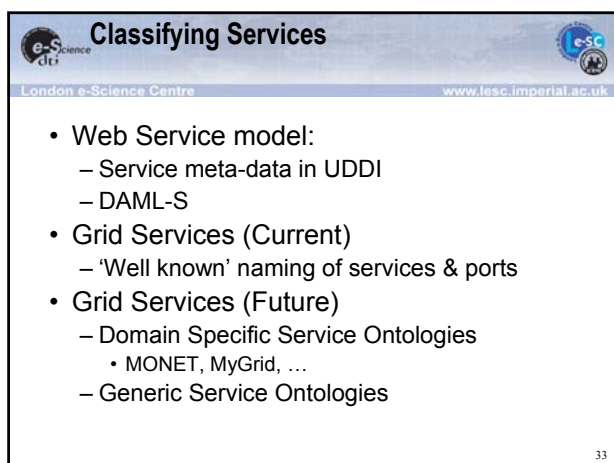 Classifying Services
e-Science
dti
e-SC
London e-Science Centre
www.lesc.imperial.ac.uk
• Web Service model:
– Service meta-data in UDDI
– DAML-S
• Grid Services (Current)
– ‘Well known’ naming of services & ports
• Grid Services (Future)
– Domain Specific Service Ontologies
• MONET, MyGrid, …
– Generic Service Ontologies
33